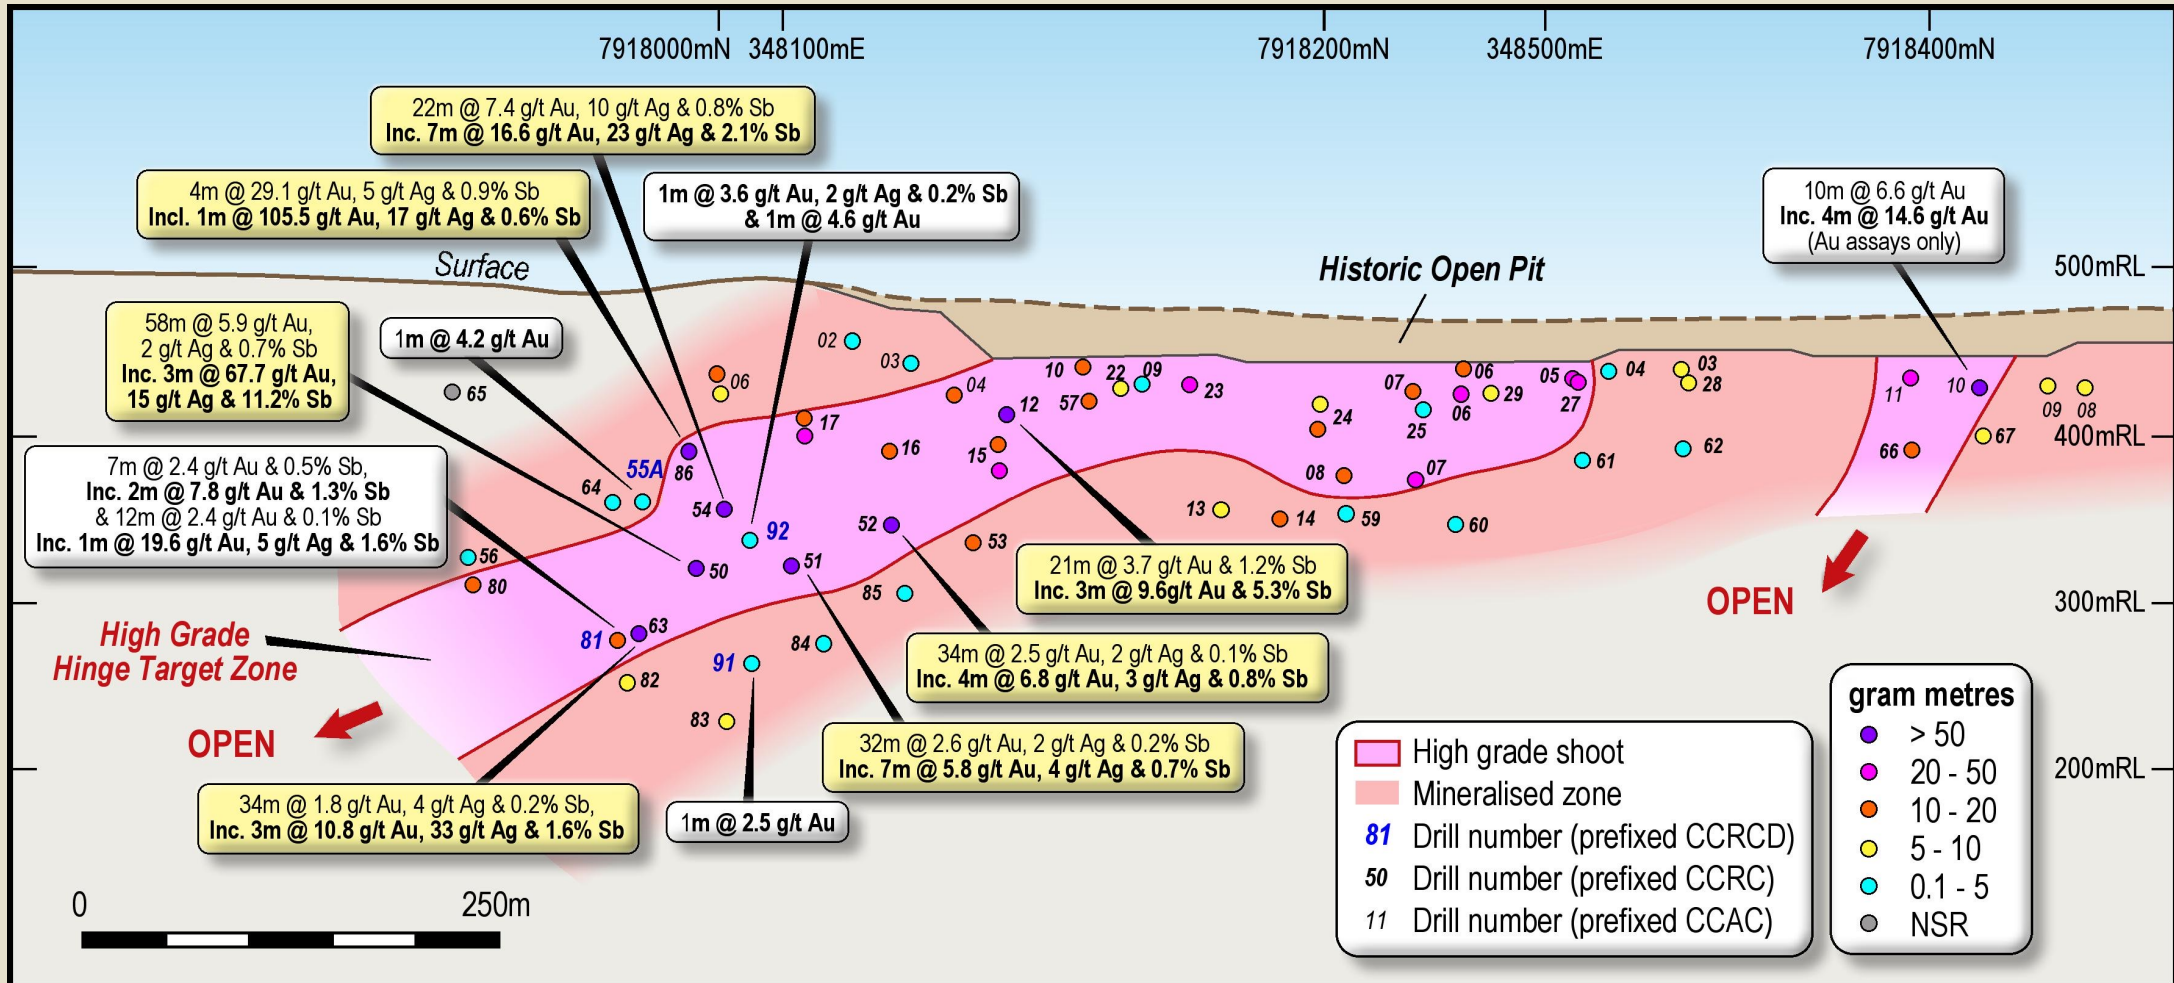 7918000mN 348100mE 7918200mN 348500mE 7918400mN
22m @ 7.4 g/t Au, 10 g/t Ag & 0.8% Sb
Inc. 7m @ 16.6 g/t Au, 23 g/t Ag & 2.1% Sb
4m @ 29.1 g/t Au, 5 g/t Ag & 0.9% Sb
Incl. 1m @ 105.5 g/t Au, 17 g/t Ag & 0.6% Sb
1m @ 3.6 g/t Au, 2 g/t Ag & 0.2% Sb
& 1m @ 4.6 g/t Au
10m @ 6.6 g/t Au
Inc. 4m @ 14.6 g/t Au
(Au assays only)
Surface
Historic Open Pit
500mRL
58m @ 5.9 g/t Au,
2 g/t Ag & 0.7% Sb
Inc. 3m @ 67.7 g/t Au,
15 g/t Ag & 11.2% Sb
1m @ 4.2 g/t Au
65
02
03
06
04
17
16
10
22
09
57
23
12
15
24
07
06
06
29
25
05
27
04
03
28
08
07
61
62
11
10
66
67
09
08
400mRL
7m @ 2.4 g/t Au & 0.5% Sb,
Inc. 2m @ 7.8 g/t Au & 1.3% Sb
& 12m @ 2.4 g/t Au & 0.1% Sb
Inc. 1m @ 19.6 g/t Au, 5 g/t Ag & 1.6% Sb
55A
86
64
54
92
52
53
13
14
59
60
56
80
50
51
85
21m @ 3.7 g/t Au & 1.2% Sb
Inc. 3m @ 9.6g/t Au & 5.3% Sb
OPEN
300mRL
High Grade
Hinge Target Zone
81
63
84
91
82
83
34m @ 2.5 g/t Au, 2 g/t Ag & 0.1% Sb
Inc. 4m @ 6.8 g/t Au, 3 g/t Ag & 0.8% Sb
OPEN
32m @ 2.6 g/t Au, 2 g/t Ag & 0.2% Sb
Inc. 7m @ 5.8 g/t Au, 4 g/t Ag & 0.7% Sb
200mRL
34m @ 1.8 g/t Au, 4 g/t Ag & 0.2% Sb,
Inc. 3m @ 10.8 g/t Au, 33 g/t Ag & 1.6% Sb
1m @ 2.5 g/t Au
0 250m
High grade shoot
Mineralised zone
81 Drill number (prefixed CCRCD)
50 Drill number (prefixed CCRC)
11 Drill number (prefixed CCAC)
gram metres
> 50
20 - 50
10 - 20
5 - 10
0.1 - 5
NSR